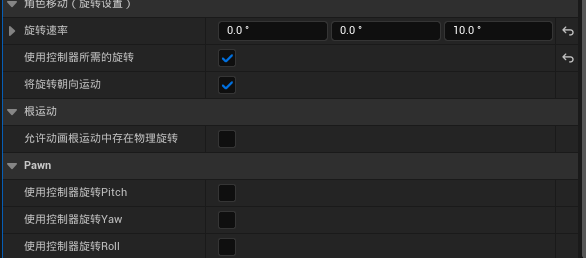 角色移动（旋转设置）
旋转速率 0.0 ° 0.0 ° 10.0 °
使用控制器所需的旋转
将旋转朝向运动
根运动
允许动画根运动中存在物理旋转
Pawn
使用控制器旋转Pitch
使用控制器旋转Yaw
使用控制器旋转Roll